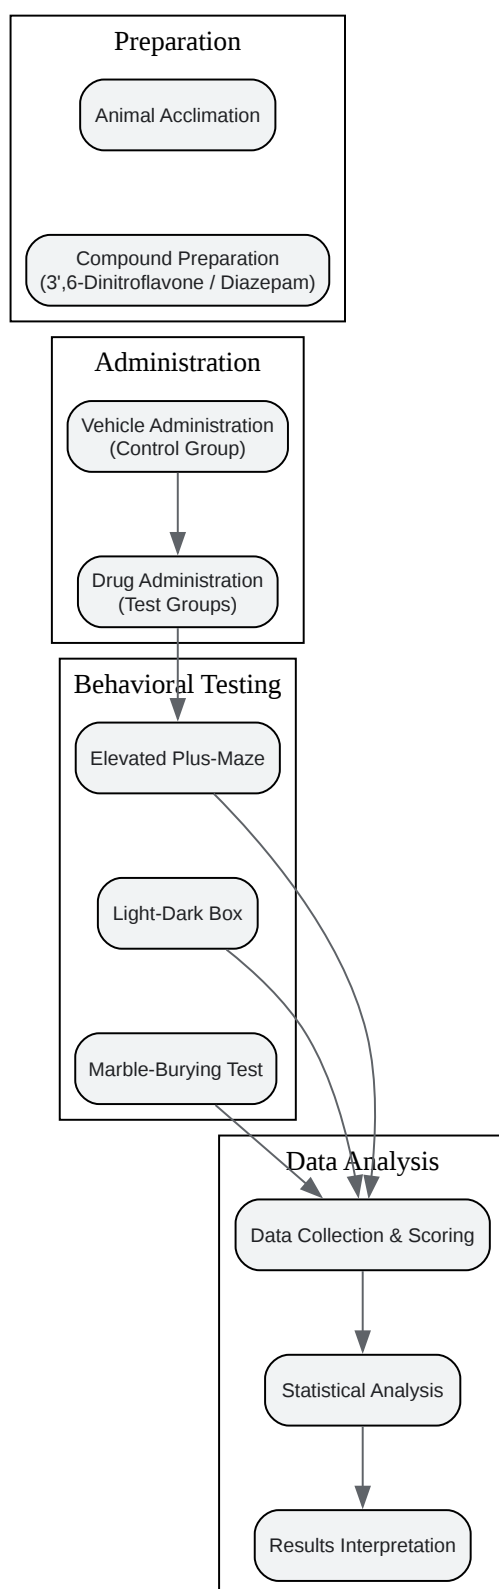 Preparation
Animal Acclimation
Compound Preparation
(3',6-Dinitroflavone / Diazepam)
Administration
Vehicle Administration
(Control Group)
Drug Administration
(Test Groups)
Behavioral Testing
Elevated Plus-Maze
Light-Dark Box
Marble-Burying Test
Data Analysis
Data Collection & Scoring
Statistical Analysis
Results Interpretation